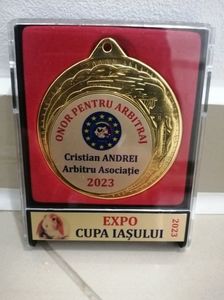 ONOR PENTRU ARBITRAJ
Cristian ANDREI
Arbitru Asociație
2023
EXPO
CUPA IAȘULUI
2023